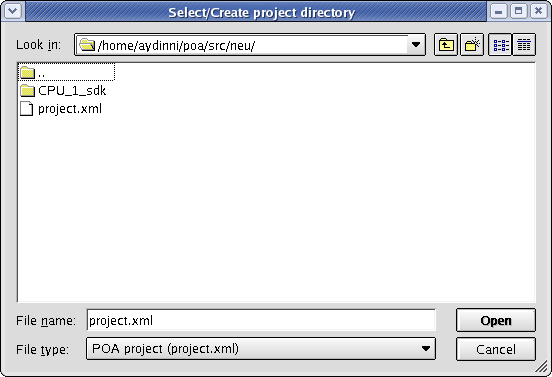 Select/Create project directory
Look in: /home/aydinni/poa/src/neu/
..
CPU_1_sdk
project.xml
File name: project.xml Open
File type: POA project (project.xml) Cancel